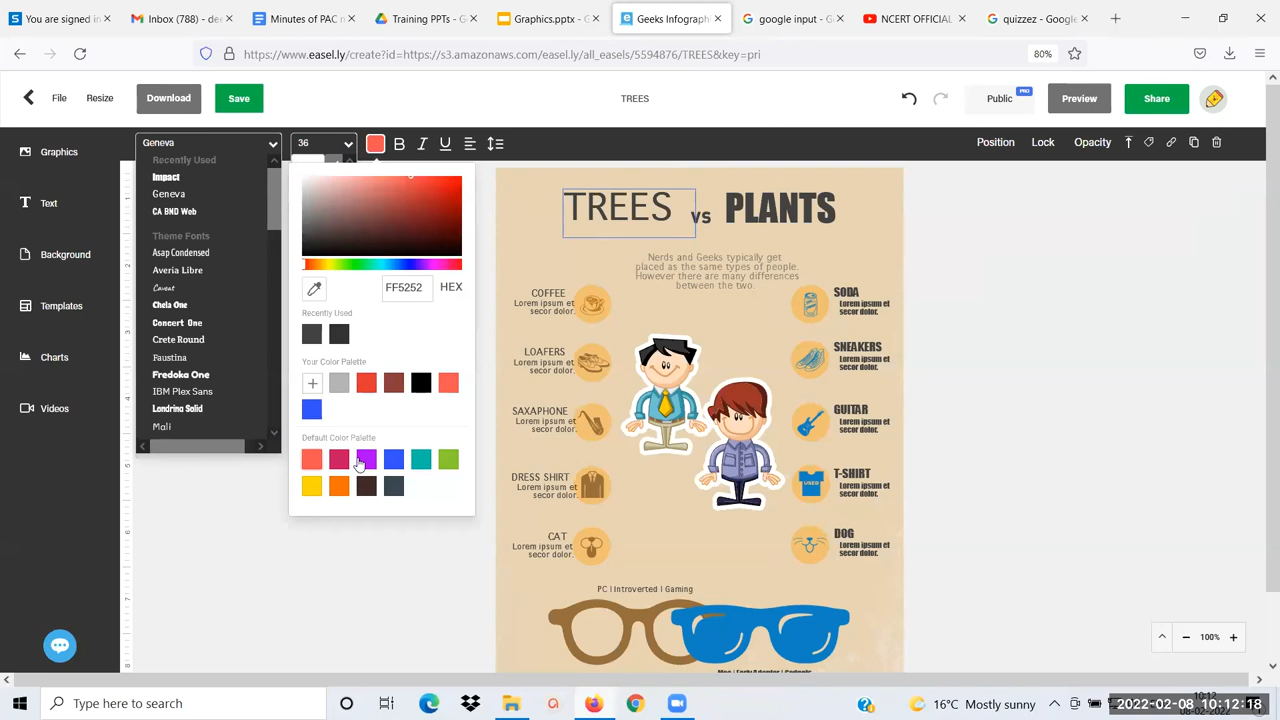 You are signed in
Inbox (788) - dee
Minutes of PAC
Training PPTs - G
Graphics.pptx - G
Geeks Infograph
google input - G
NCERT OFFICIAL
quizzez - Google
https://www.easel.ly/create?id=https://s3.amazonaws.com/easel.ly/all_easels/5594876/TREES&key=pri
80%
File
Resize
Download
Save
TREES
Public
PRO
Preview
Share
Geneva
36
B
I
U
Position
Lock
Opacity
Graphics
Text
Background
Templates
Charts
Videos
Recently Used
Impact
Geneva
CA BND Web
Theme Fonts
Asap Condensed
Averia Libre
Caveat
Chela One
Concert One
Crete Round
Faustina
Fredoka One
IBM Plex Sans
Londrina Solid
Mali
FF5252
HEX
Recently Used
Your Color Palette
Default Color Palette
TREES vs PLANTS
Nerds and Geeks typically get
placed as the same types of people.
However there are many differences
between the two.
COFFEE
Lorem ipsum et
secor dolor.
LOAFERS
Lorem ipsum et
secor dolor.
SAXAPHONE
Lorem ipsum et
secor dolor.
DRESS SHIRT
Lorem ipsum et
secor dolor.
CAT
Lorem ipsum et
secor dolor.
SODA
Lorem ipsum et
secor dolor.
SNEAKERS
Lorem ipsum et
secor dolor.
GUITAR
Lorem ipsum et
secor dolor.
T-SHIRT
Lorem ipsum et
secor dolor.
USED
DOG
Lorem ipsum et
secor dolor.
PC | Introverted | Gaming
100%
Type here to search
16°C Mostly sunny
10:12
2022-02-08 10:12:18